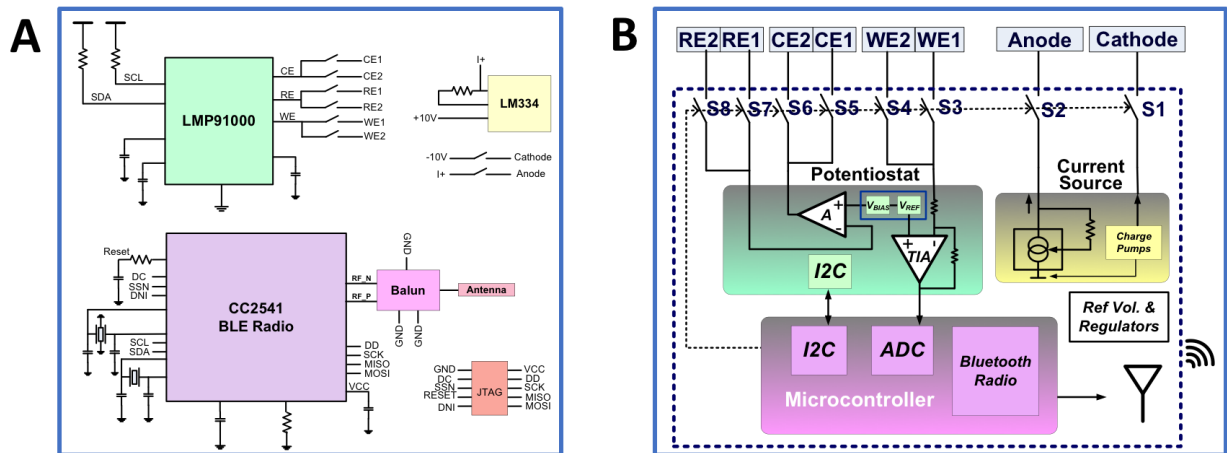 A
SCL
SDA
LMP91000
CE
CE1
CE2
RE
RE1
RE2
WE
WE1
WE2
I+
LM334
+10V
-10V
Cathode
I+
Anode
Reset
DC
SSN
DNI
SCL
SDA
CC2541
BLE Radio
RF_N
RF_P
GND
Balun
Antenna
GND
GND
DD
SCK
MISO
MOSI
VCC
GND
DC
SSN
RESET
DNI
JTAG
VCC
DD
SCK
MISO
MOSI
B
RE2 RE1 CE2 CE1 WE2 WE1 Anode Cathode
S8 S7 S6 S5 S4 S3 S2 S1
Potentiostat
Current
Source
A
+
-
VBIAS
VREF
+
-
TIA
I2C
Charge
Pumps
Ref Vol. &
Regulators
I2C
ADC
Bluetooth
Radio
Microcontroller